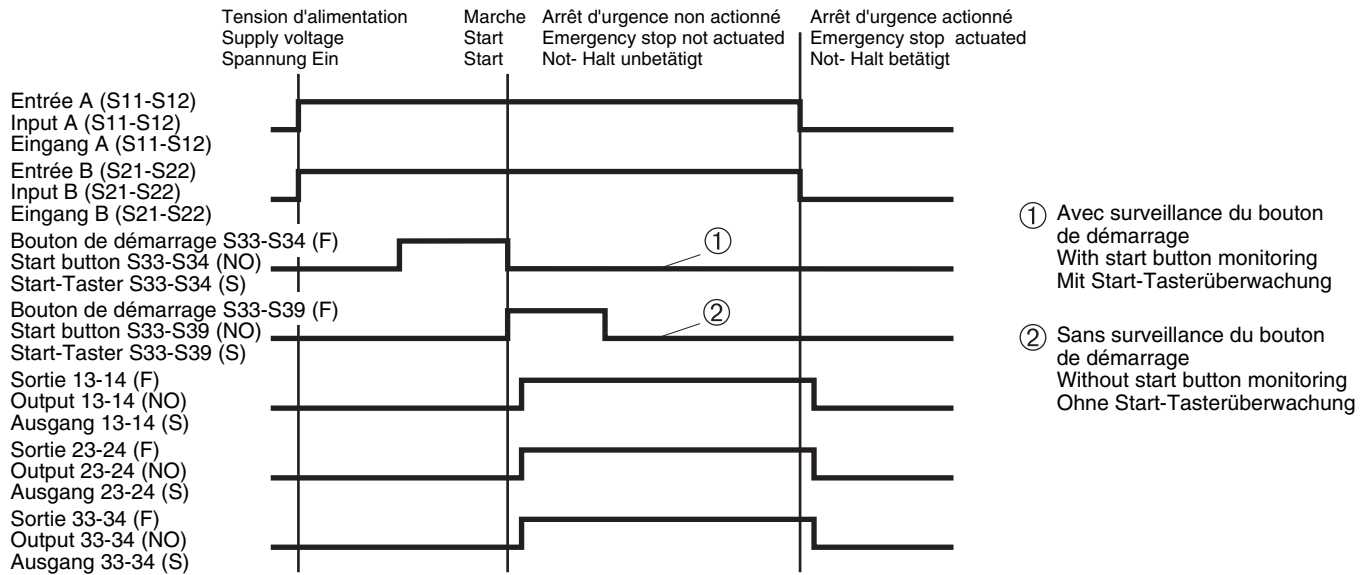 Tension d'alimentation
Supply voltage
Spannung Ein
Marche
Start
Start
Arrêt d'urgence non actionné
Emergency stop not actuated
Not- Halt unbetätigt
Arrêt d'urgence actionné
Emergency stop actuated
Not- Halt betätigt
Entrée A (S11-S12)
Input A (S11-S12)
Eingang A (S11-S12)
Entrée B (S21-S22)
Input B (S21-S22)
Eingang B (S21-S22)
Bouton de démarrage S33-S34 (F)
Start button S33-S34 (NO)
Start-Taster S33-S34 (S)
①
Bouton de démarrage S33-S39 (F)
Start button S33-S39 (NO)
Start-Taster S33-S39 (S)
②
Sortie 13-14 (F)
Output 13-14 (NO)
Ausgang 13-14 (S)
Sortie 23-24 (F)
Output 23-24 (NO)
Ausgang 23-24 (S)
Sortie 33-34 (F)
Output 33-34 (NO)
Ausgang 33-34 (S)
① Avec surveillance du bouton
de démarrage
With start button monitoring
Mit Start-Tasterüberwachung
② Sans surveillance du bouton
de démarrage
Without start button monitoring
Ohne Start-Tasterüberwachung